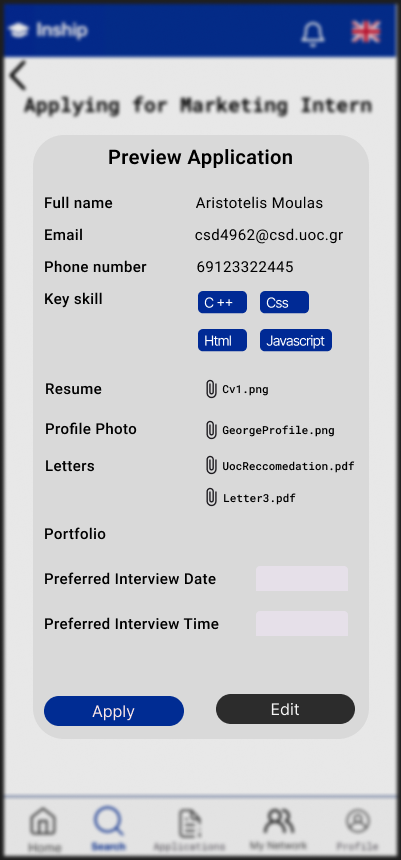 Inship
Applying for Marketing Intern
Preview Application
Full name Aristotelis Moulas
Email csd4962@csd.uoc.gr
Phone number 69123322445
Key skill C ++ Css
Html Javascript
Resume Cv1.png
Profile Photo GeorgeProfile.png
Letters UocReccomedation.pdf
Letter3.pdf
Portfolio
Preferred Interview Date
Preferred Interview Time
Apply Edit
Home Search Applications My Network Profile